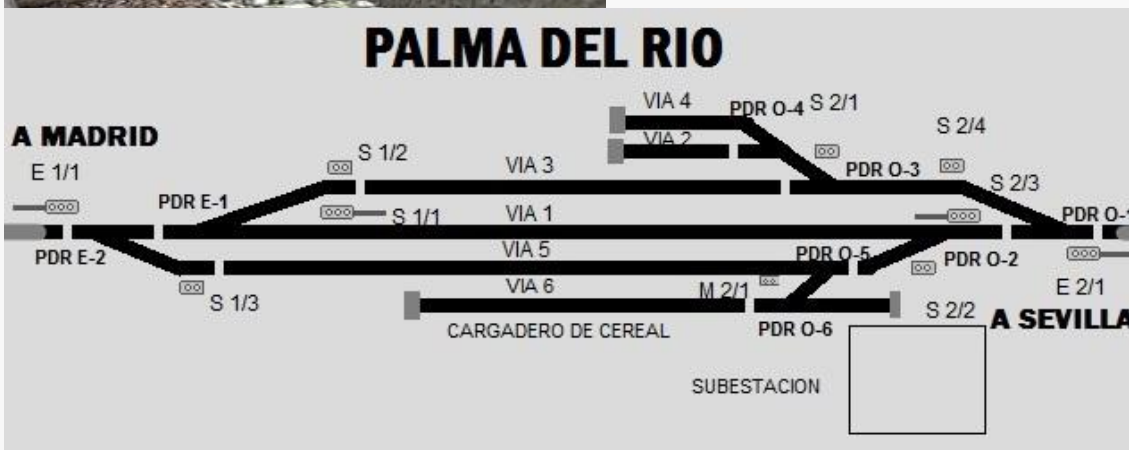 PALMA DEL RIO
VIA 4
PDR O-4
S 2/1
A MADRID
S 2/4
VIA 2
E 1/1
S 1/2
VIA 3
PDR O-3
S 2/3
PDR E-1
S 1/1
VIA 1
PDR O-1
PDR E-2
VIA 5
PDR O-5
PDR O-2
S 1/3
VIA 6
M 2/1
E 2/1
CARGADERO DE CEREAL
PDR O-6
S 2/2
A SEVILLA
SUBESTACION